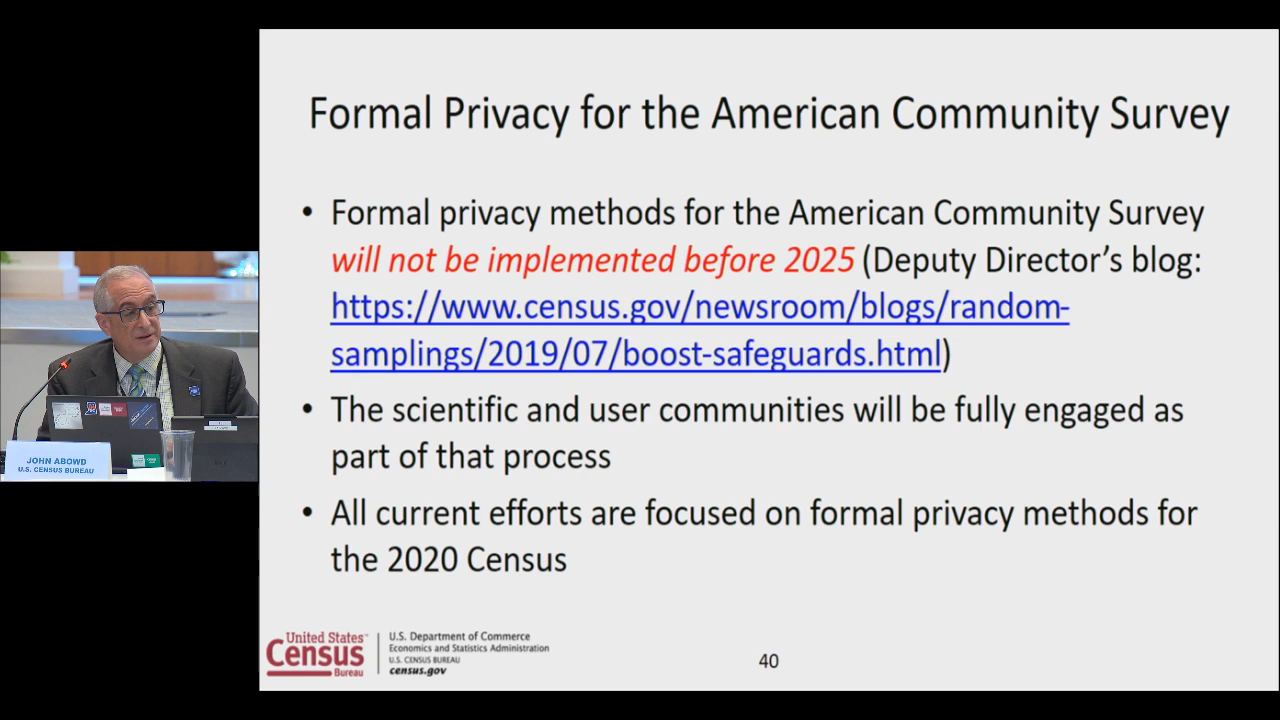 Formal Privacy for the American Community Survey
• Formal privacy methods for the American Community Survey
will not be implemented before 2025 (Deputy Director's blog:
https://www.census.gov/newsroom/blogs/random-
samplings/2019/07/boost-safeguards.html)
• The scientific and user communities will be fully engaged as
part of that process
• All current efforts are focused on formal privacy methods for
the 2020 Census
JOHN ABOWD
U.S. CENSUS BUREAU
United States™
Census
Bureau
U.S. Department of Commerce
Economics and Statistics Administration
U.S. CENSUS BUREAU
census.gov
40